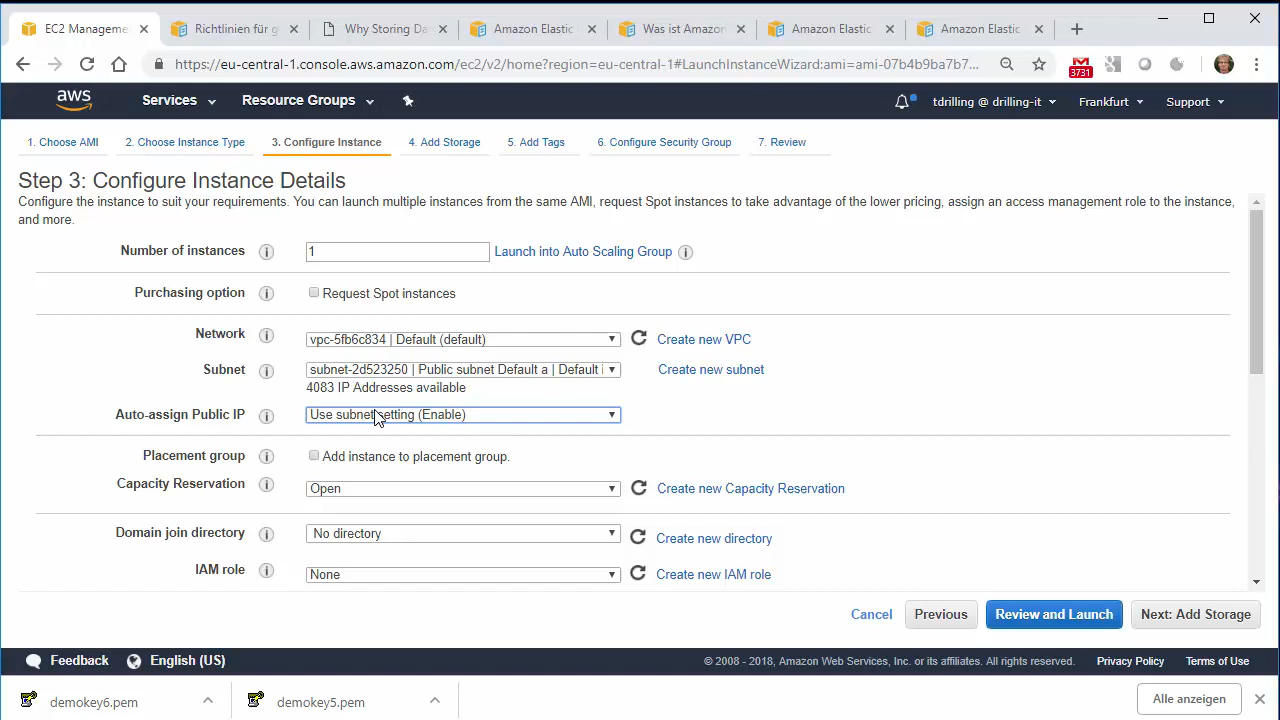 EC2 Manageme
Richtlinien für g
Why Storing Da
Amazon Elastic
Was ist Amazon
Amazon Elastic
Amazon Elastic
https://eu-central-1.console.aws.amazon.com/ec2/v2/home?region=eu-central-1#LaunchInstanceWizard:ami=ami-07b4b9ba7b7...
3731
aws
Services
Resource Groups
tdrilling @ drilling-it
Frankfurt
Support
1. Choose AMI
2. Choose Instance Type
3. Configure Instance
4. Add Storage
5. Add Tags
6. Configure Security Group
7. Review
Step 3: Configure Instance Details
Configure the instance to suit your requirements. You can launch multiple instances from the same AMI, request Spot instances to take advantage of the lower pricing, assign an access management role to the instance,
and more.
Number of instances
1
Launch into Auto Scaling Group
Purchasing option
Request Spot instances
Network
vpc-5fb6c834 | Default (default)
Create new VPC
Subnet
subnet-2d523250 | Public subnet Default a | Default i
Create new subnet
4083 IP Addresses available
Auto-assign Public IP
Use subnet setting (Enable)
Placement group
Add instance to placement group.
Capacity Reservation
Open
Create new Capacity Reservation
Domain join directory
No directory
Create new directory
IAM role
None
Create new IAM role
Cancel
Previous
Review and Launch
Next: Add Storage
Feedback
English (US)
© 2008 - 2018, Amazon Web Services, Inc. or its affiliates. All rights reserved.
Privacy Policy
Terms of Use
demokey6.pem
demokey5.pem
Alle anzeigen